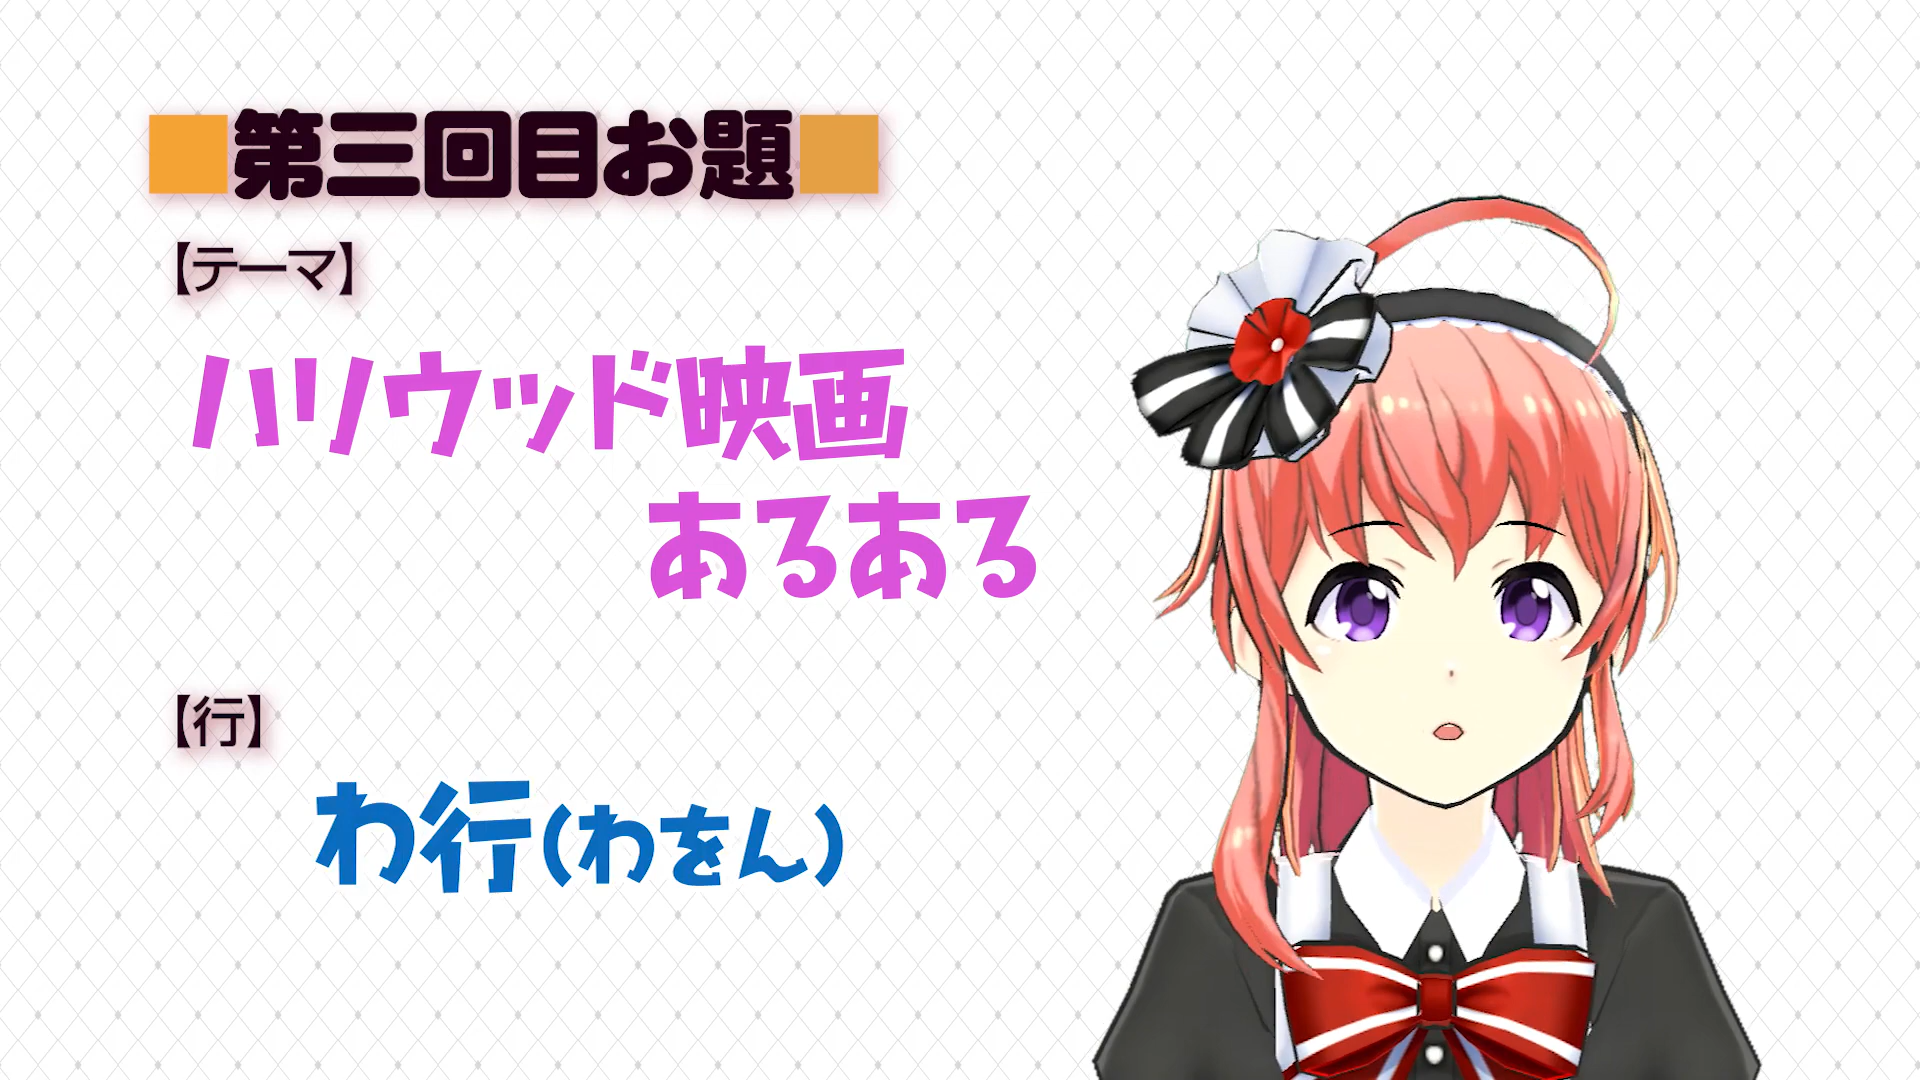 ■第三回目お題■
【テーマ】
ハリウッド映画
あるある
【行】
わ行(わをん)